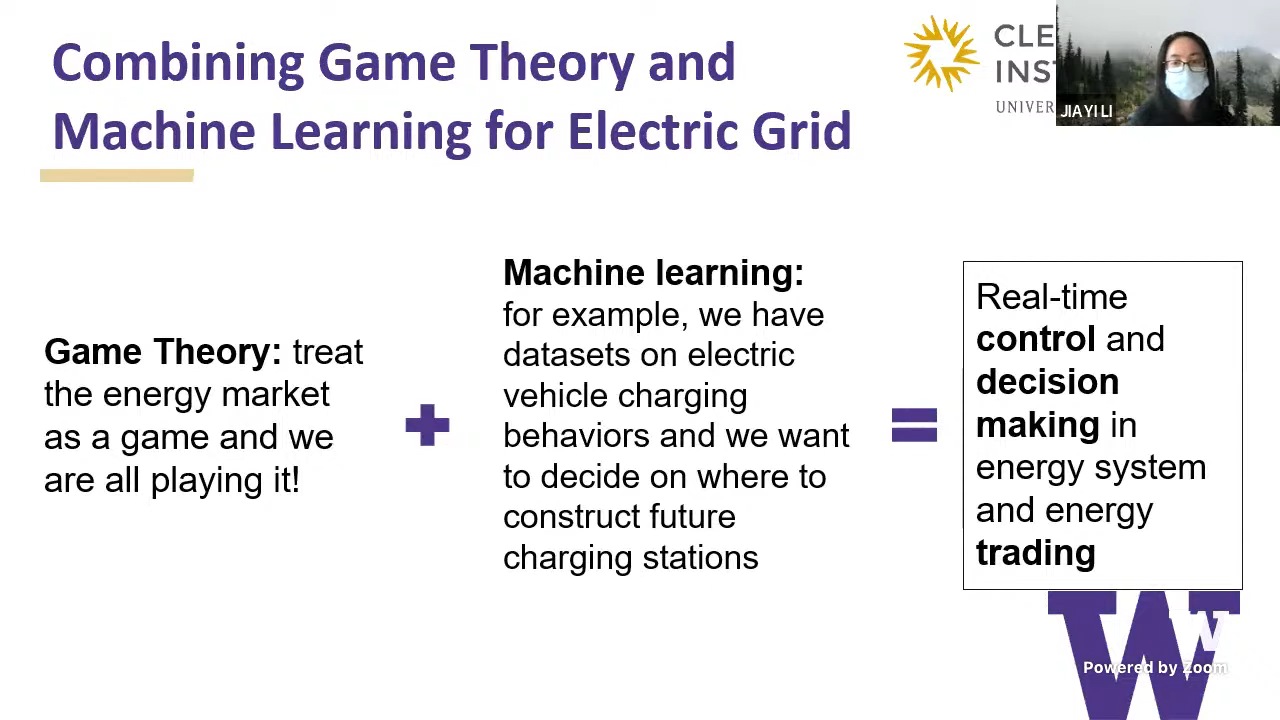 Combining Game Theory and
Machine Learning for Electric Grid
CLE
INST
UNIVER
JIAYI LI
Game Theory: treat
the energy market
as a game and we
are all playing it!
Machine learning:
for example, we have
datasets on electric
vehicle charging
behaviors and we want
to decide on where to
construct future
charging stations
Real-time
control and
decision
making in
energy system
and energy
trading
W
W
Powered by Zoom